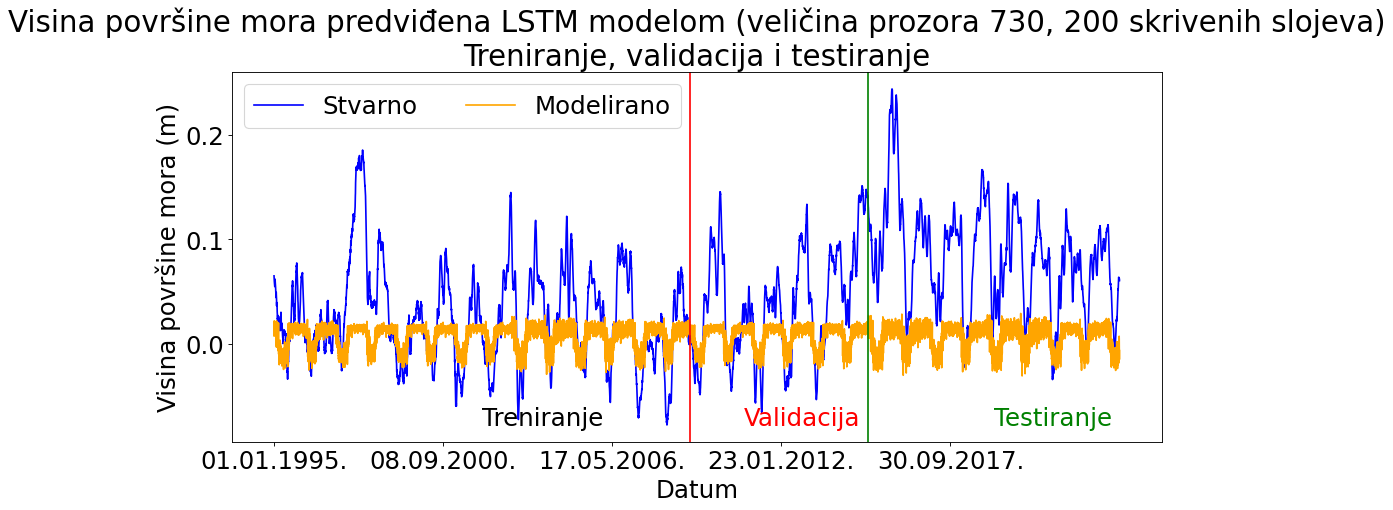 Visina površine mora predviđena LSTM modelom (veličina prozora 730, 200 skrivenih slojeva)
Treniranje, validacija i testiranje
Stvarno
Modelirano
Visina površine mora (m)
0.2
0.1
0.0
Treniranje
Validacija
Testiranje
01.01.1995.
08.09.2000.
17.05.2006.
23.01.2012.
30.09.2017.
Datum